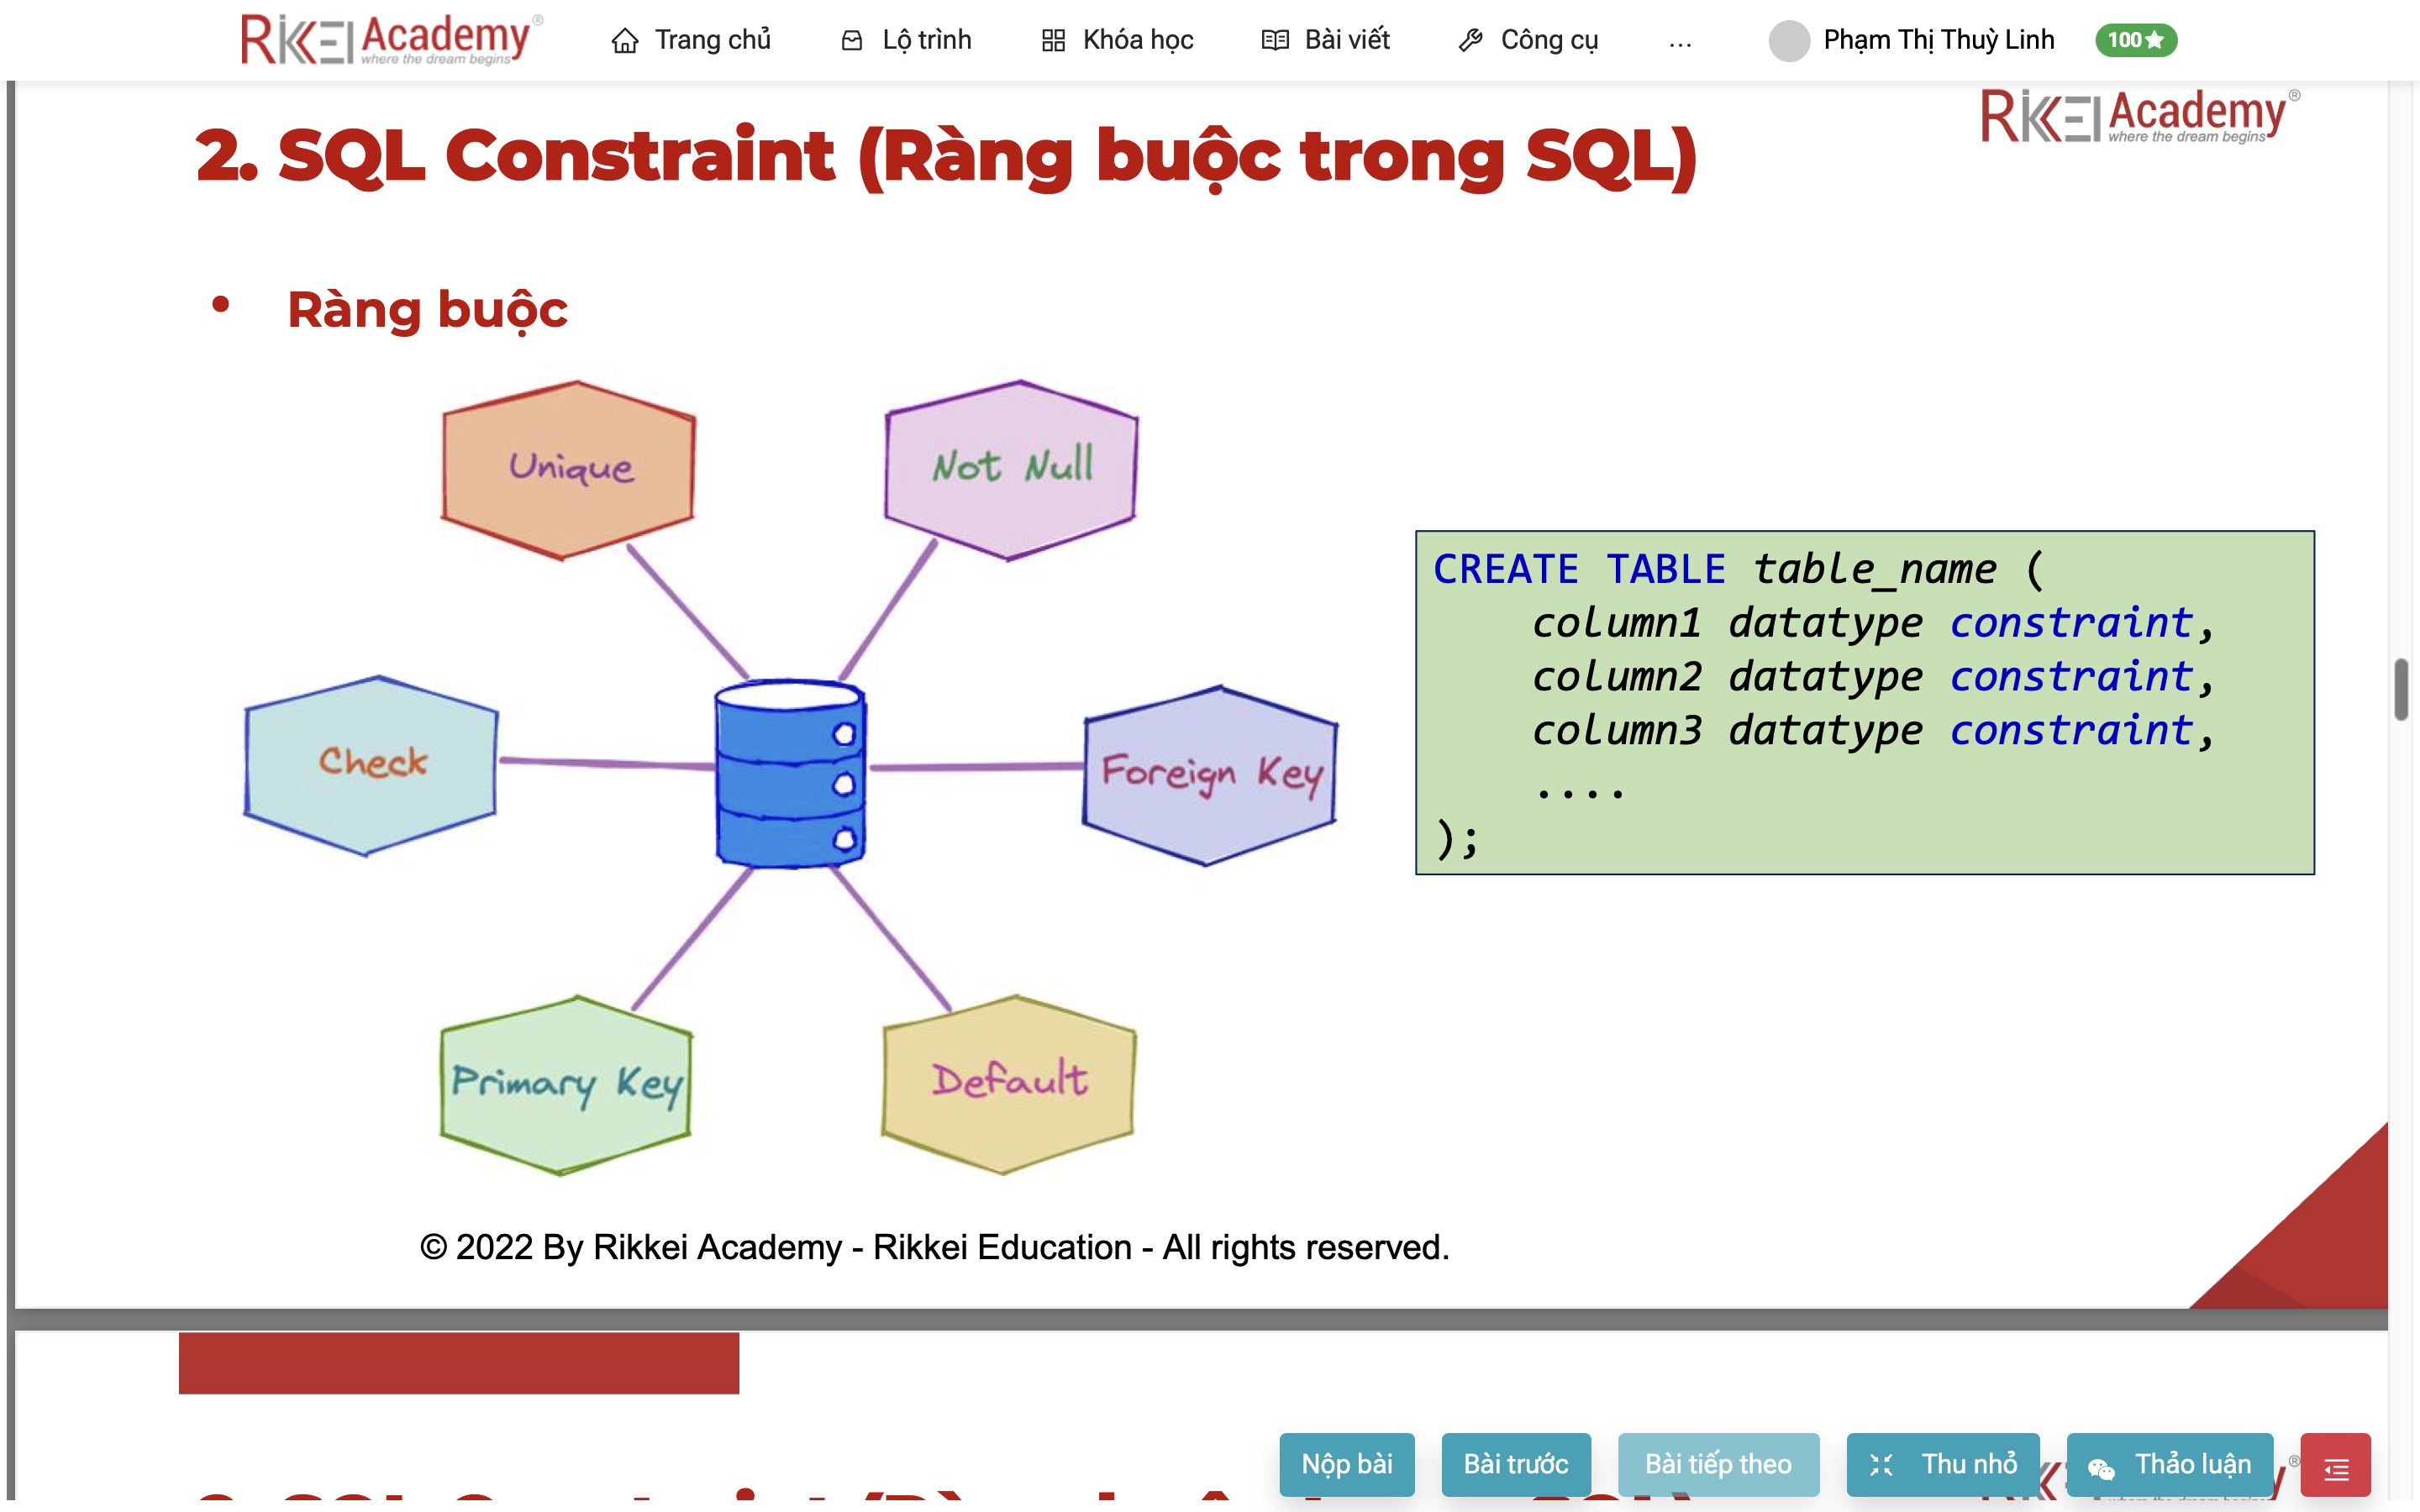 RIKKEI Academy®
where the dream begins
Trang chủ
Lộ trình
Khóa học
Bài viết
Công cụ
...
Phạm Thị Thuỳ Linh
100
RIKKEI Academy®
where the dream begins
2. SQL Constraint (Ràng buộc trong SQL)
• Ràng buộc
Unique
Not Null
Check
Foreign Key
Primary Key
Default
CREATE TABLE table_name (
column1 datatype constraint,
column2 datatype constraint,
column3 datatype constraint,
....
);
© 2022 By Rikkei Academy - Rikkei Education - All rights reserved.
Nộp bài
Bài trước
Bài tiếp theo
Thu nhỏ
Thảo luận